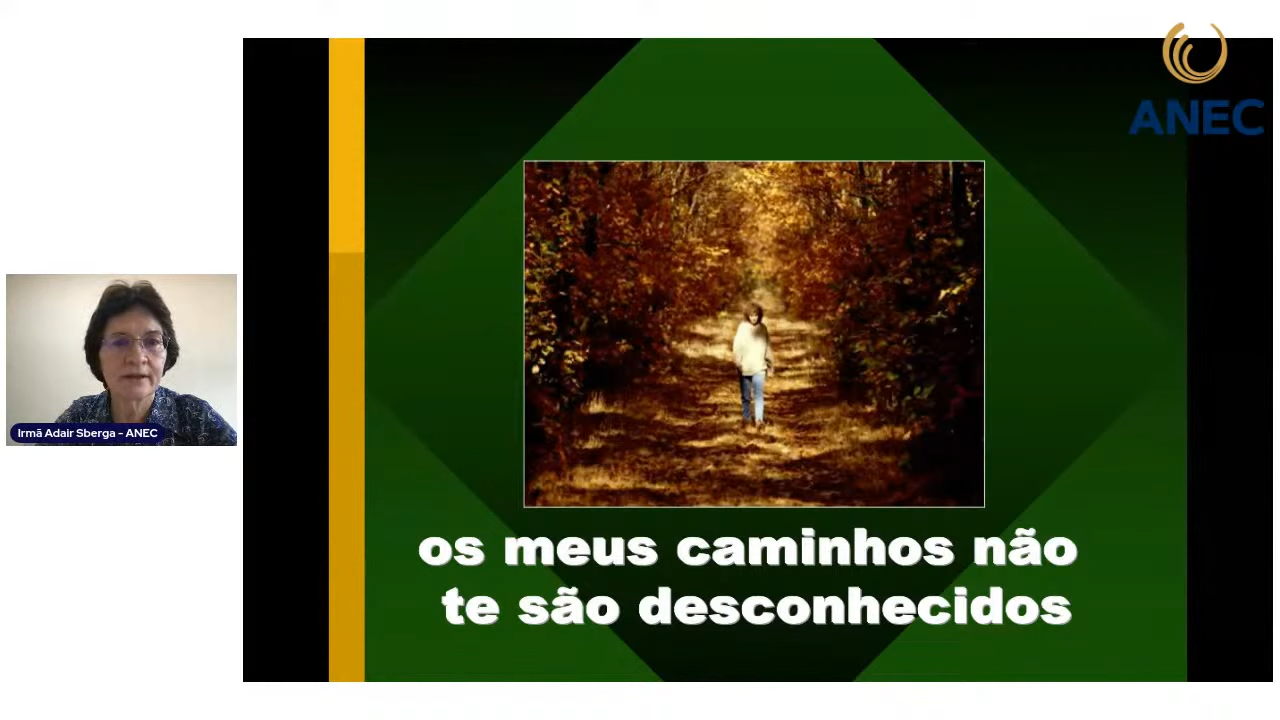 ANEC
Irmã Adair Sberga - ANEC
os meus caminhos não
te são desconhecidos